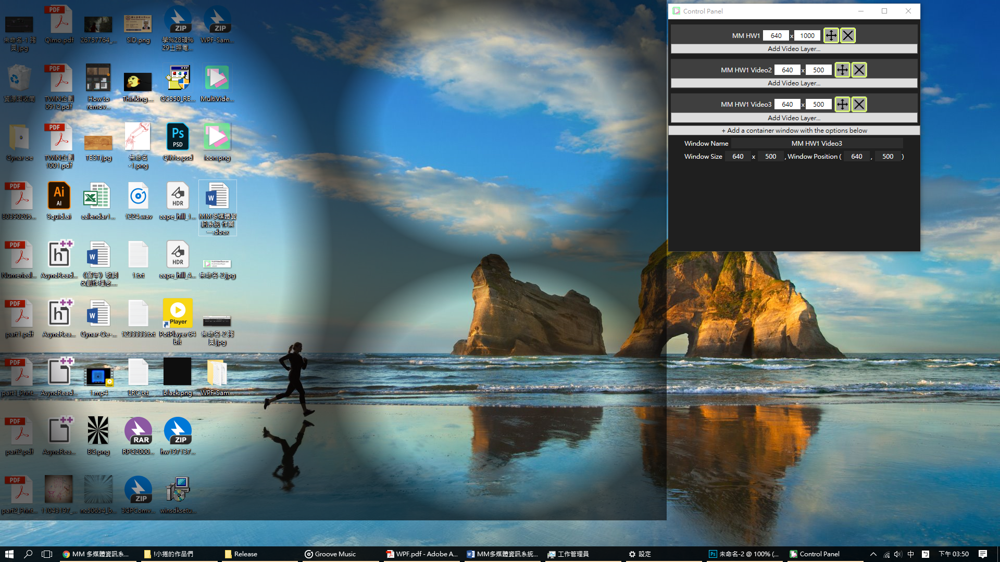 未命名-1 拷
貝.jpg
Qimo.pdf
26757764_...
SID.png
學%28碩%
29士照電...
WPF-Sam...
資源回收筒
TWIN企劃
0912.pdf
How to
remov...
Thinking....
GC550_RE...
MultiVide...
Gynar oe
TWIN企劃
1001.pdf
TEST.jpg
未命名
-1.png
QiMo.psd
icon.png
B0390205...
Squid.ai
calendar1...
1224.wav
cape_hill_1...
MM多媒體資
訊系統 作業
一.docx
Numerical...
AsyncRead...
《當年》歌詞
&創作理念....
1.txt
cape_hill_4...
未命名-2.jpg
part1.pdf
AsyncRea...
Gynar-Oe-...
1233333.txt
PotPlayer 64
bit
未命名-2 拷
貝.jpg
part1_Print...
AsyncRead...
1.mp4
LRC.txt
black.png
WPF-Sam...
part2.pdf
AsyncRea...
BG.png
RPG2000...
hw197137...
part2_Print...
11043197_...
nc50654_b...
3GPConv...
winsdksetu...
Control Panel
MM HW1 640 x 1000
Add Video Layer...
MM HW1 Video2 640 x 500
Add Video Layer...
MM HW1 Video3 640 x 500
Add Video Layer...
+ Add a container window with the options below
Window Name MM HW1 Video3
Window Size 640 x 500 , Window Position ( 640 , 500 )
MM 多媒體資訊系...
!小捲的作品們
Release
Groove Music
WPF.pdf - Adobe A...
MM多媒體資訊系統...
工作管理員
設定
未命名-2 @ 100% (...
Control Panel
中
下午 03:50